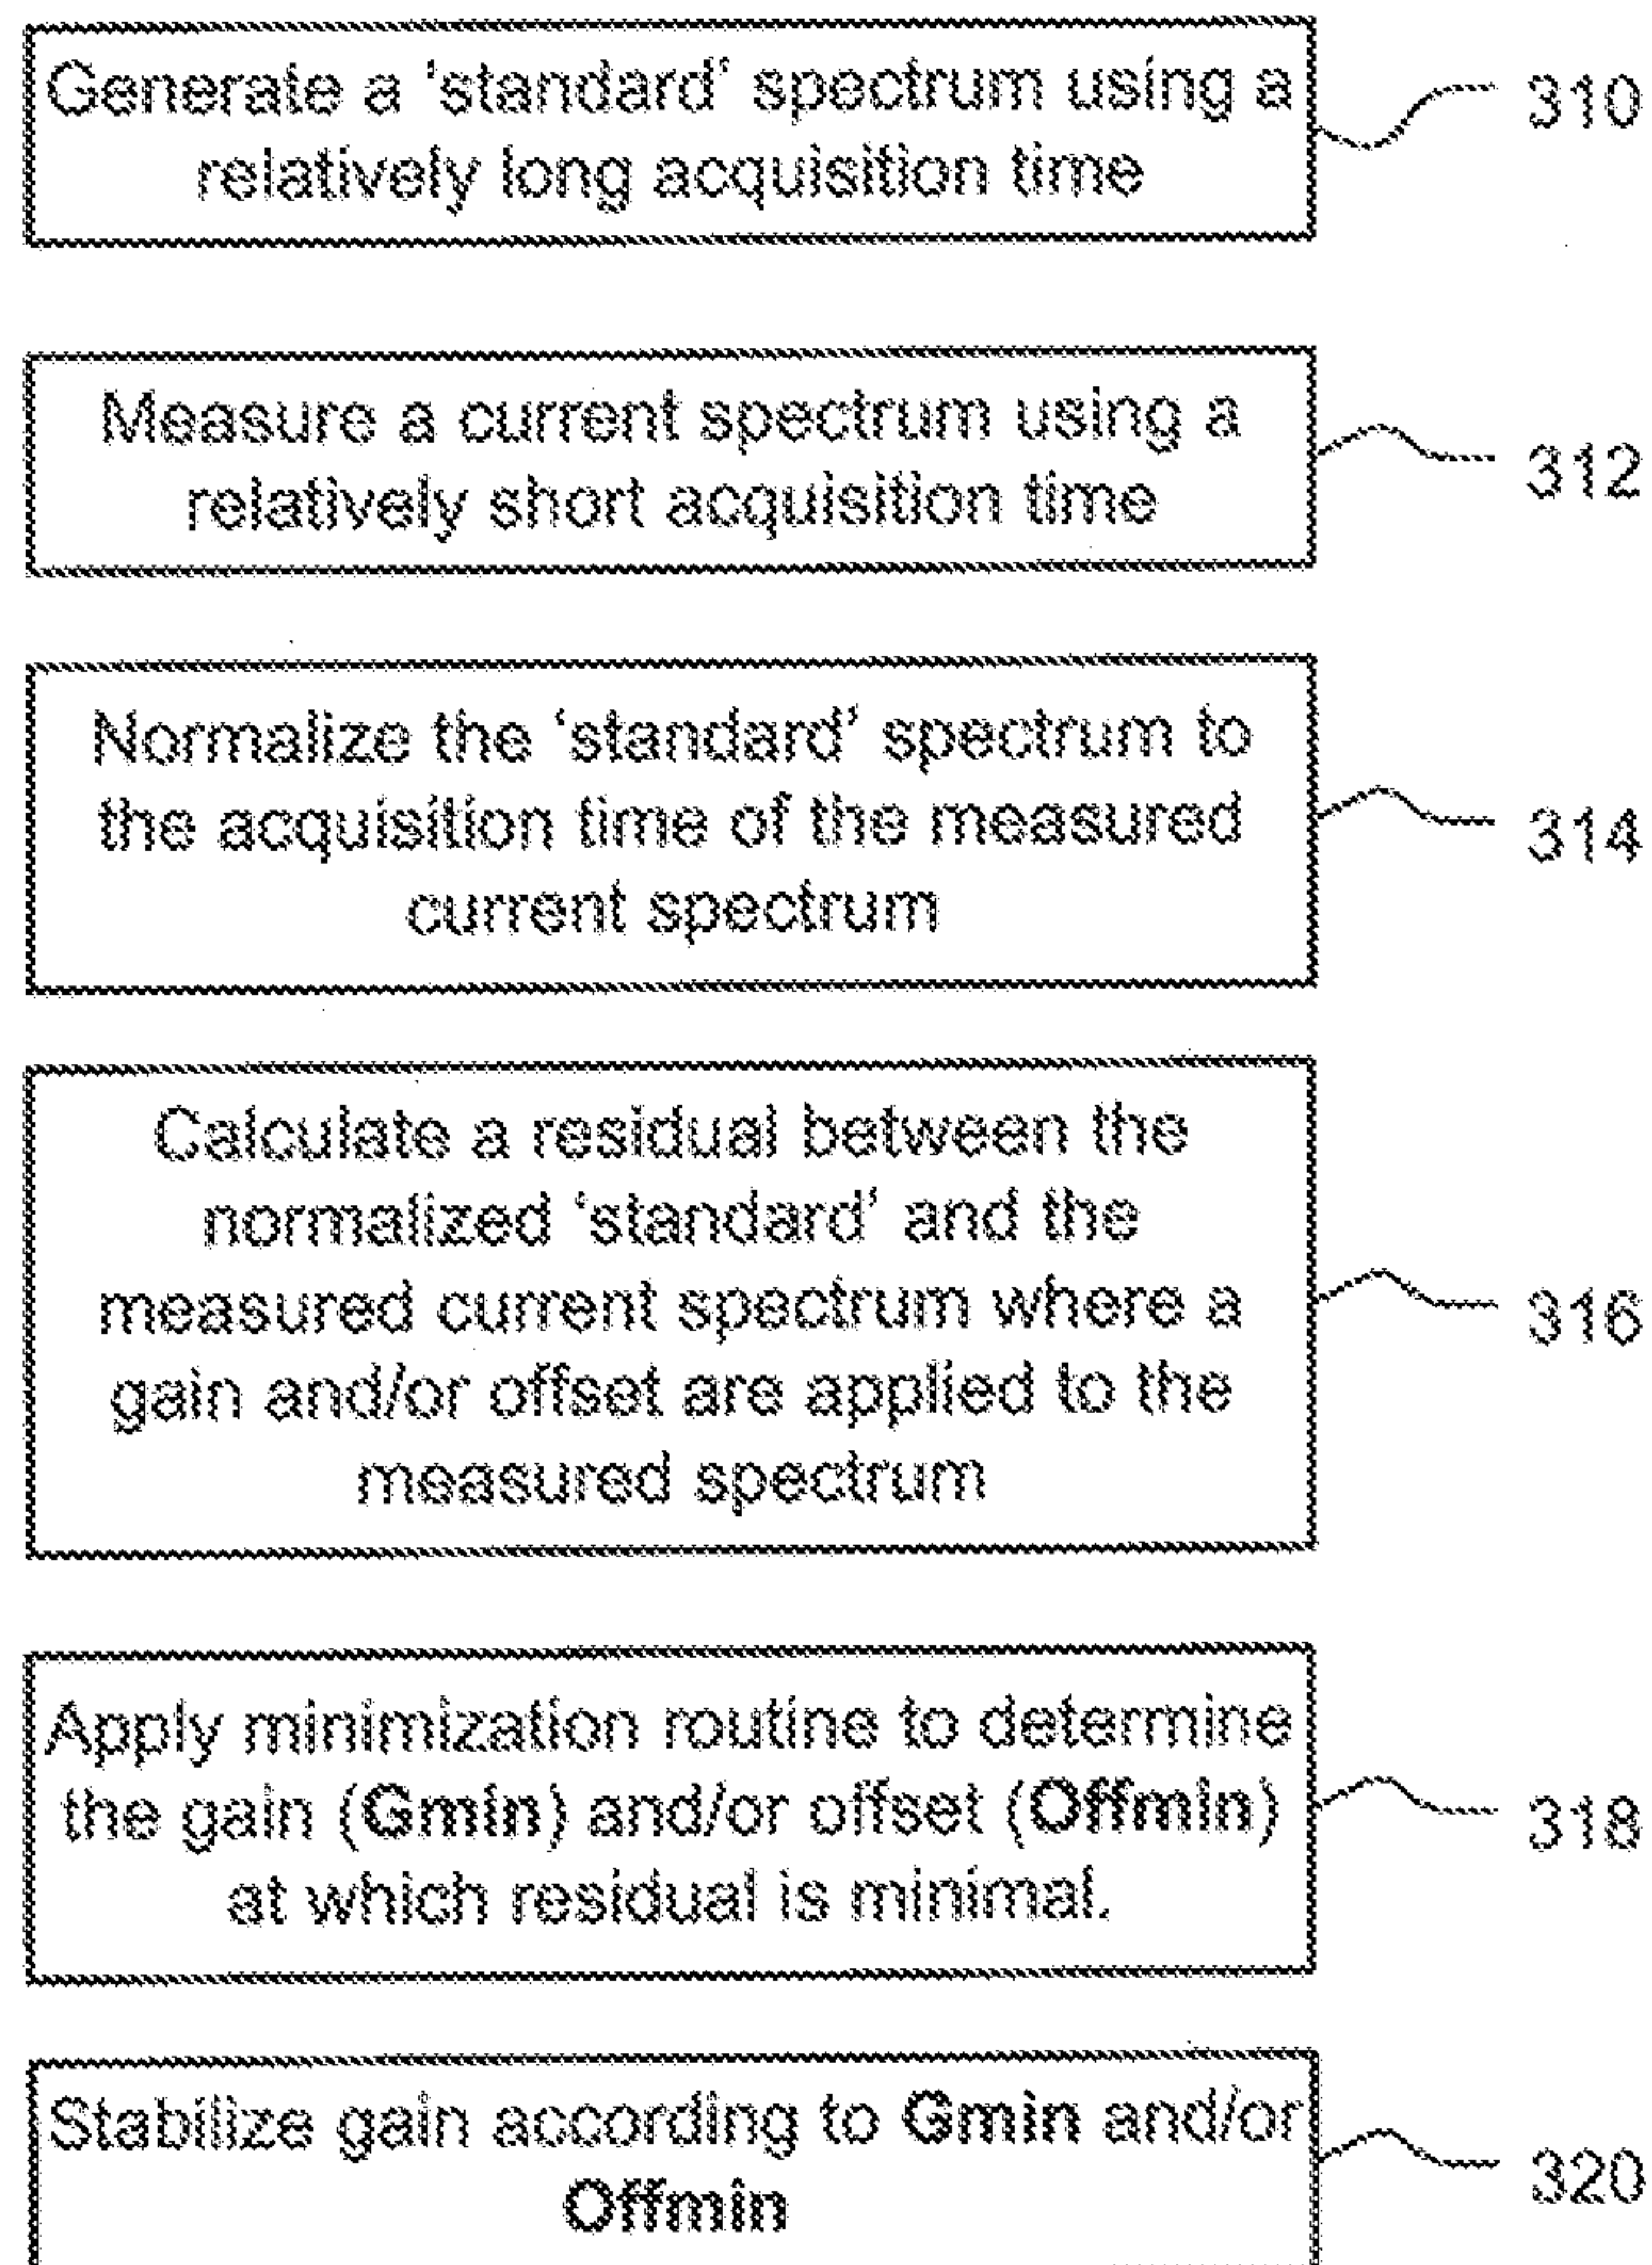 Generate a ‘standard’ spectrum using a
relatively long acquisition time
310
Measure a current spectrum using a
relatively short acquisition time
312
Normalize the ‘standard’ spectrum to
the acquisition time of the measured
current spectrum
314
Calculate a residual between the
normalized ‘standard’ and the
measured current spectrum where a
gain and/or offset are applied to the
measured spectrum
316
Apply minimization routine to determine
the gain (Gmin) and/or offset (Offmin)
at which residual is minimal.
318
Stabilize gain according to Gmin and/or
Offmin
320